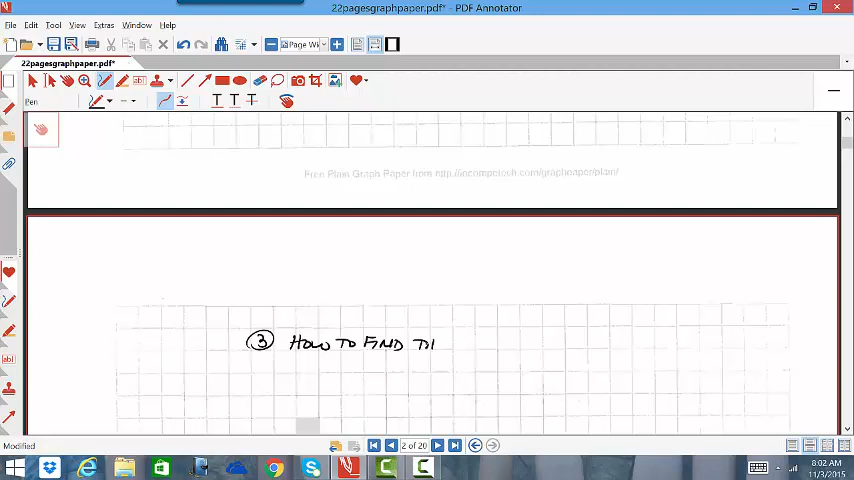 22pagesgraphpaper.pdf* - PDF Annotator
File Edit View Tool Extras Window Help
Page Wi
22pagesgraphpaper.pdf*
Pen
Free Plain Graph Paper from http://incompetech.com/graphpaper/plain/
3 HOW TO FIND
2 of 20
Modified
8:02 AM
11/3/2015